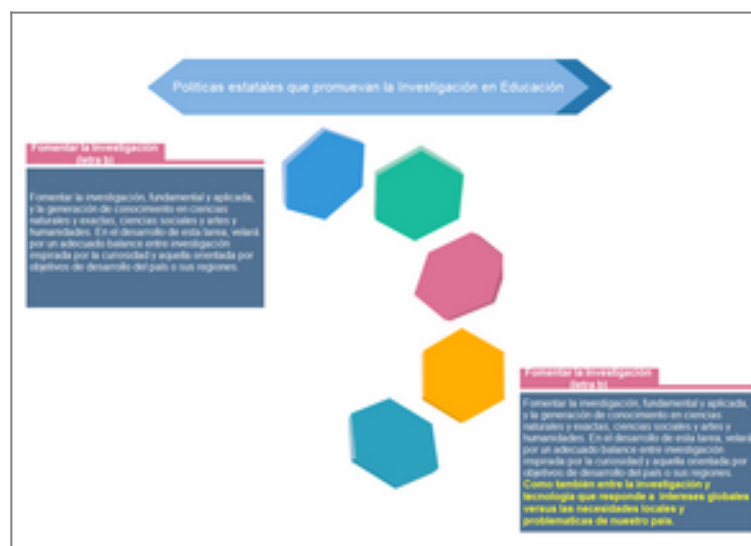 Políticas estatales que promuevan la Investigación en Educación
Fomentar la Investigación
(letra b)
Fomentar la investigación, fundamental y aplicada,
y la generación de conocimiento en ciencias
naturales y exactas, ciencias sociales y artes y
humanidades. En el desarrollo de esta tarea, velará
por un adecuado balance entre investigación
inspirada por la curiosidad y aquella orientada por
objetivos de desarrollo del país o sus regiones.
Fomentar la Investigación
(letra b)
Fomentar la investigación, fundamental y aplicada,
y la generación de conocimiento en ciencias
naturales y exactas, ciencias sociales y artes y
humanidades. En el desarrollo de esta tarea, velará
por un adecuado balance entre investigación
inspirada por la curiosidad y aquella orientada por
objetivos de desarrollo del país o sus regiones.
Como también entre la investigación y
tecnología que responde a intereses globales
versus las necesidades locales y
problematicas de nuestro país.